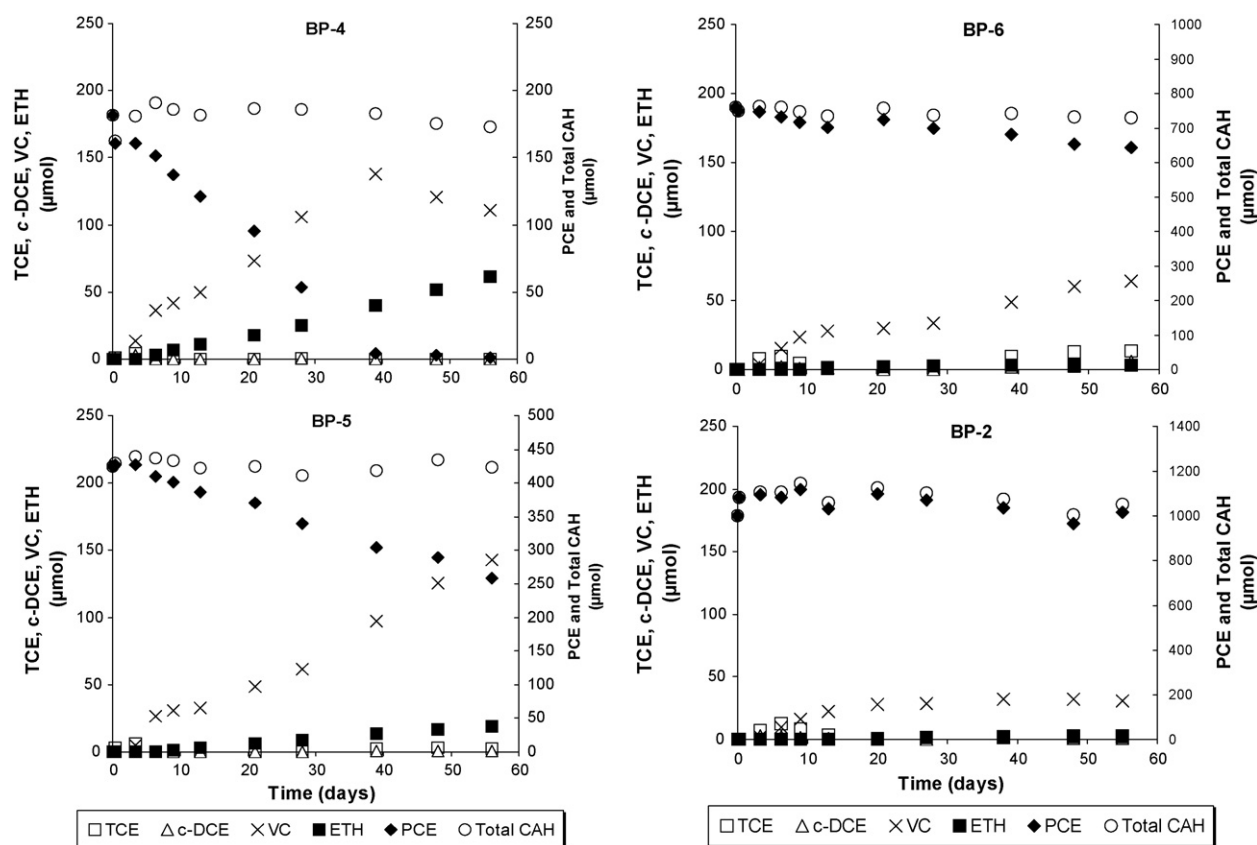 BP-4
TCE, c-DCE, VC, ETH
(µmol)
250
200
150
100
50
0
0 10 20 30 40 50 60
250
200
150
100
50
0
PCE and Total CAH
(µmol)
BP-6
TCE, c-DCE, VC, ETH
(µmol)
250
200
150
100
50
0
0 10 20 30 40 50 60
1000
900
800
700
600
500
400
300
200
100
0
PCE and Total CAH
(µmol)
BP-5
TCE, c-DCE, VC, ETH
(µmol)
250
200
150
100
50
0
0 10 20 30 40 50 60
500
450
400
350
300
250
200
150
100
50
0
PCE and Total CAH
(µmol)
Time (days)
TCE c-DCE VC ETH PCE Total CAH
BP-2
TCE, c-DCE, VC, ETH
(µmol)
250
200
150
100
50
0
0 10 20 30 40 50 60
1400
1200
1000
800
600
400
200
0
PCE and Total CAH
(µmol)
Time (days)
TCE c-DCE VC ETH PCE Total CAH